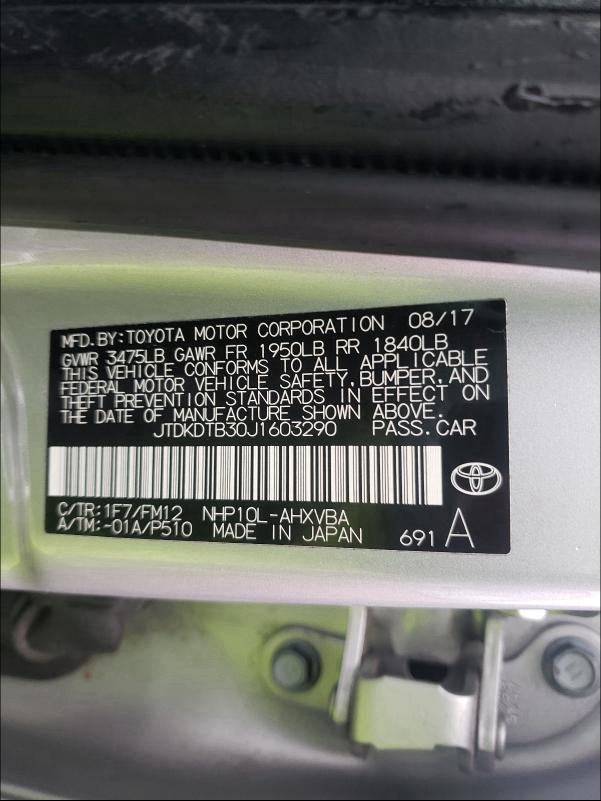 MFD.BY:TOYOTA MOTOR CORPORATION 08/17
GVWR 3475LB GAWR FR 1950LB RR 1840LB
THIS VEHICLE CONFORMS TO ALL APPLICABLE
FEDERAL MOTOR VEHICLE SAFETY,BUMPER,AND
THEFT PREVENTION STANDARDS IN EFFECT ON
THE DATE OF MANUFACTURE SHOWN ABOVE.
JTDKDTB30J1603290 PASS.CAR
C/TR:1F7/FM12 NHP10L-AHXVBA
A/TM:-01A/P510 MADE IN JAPAN 691 A